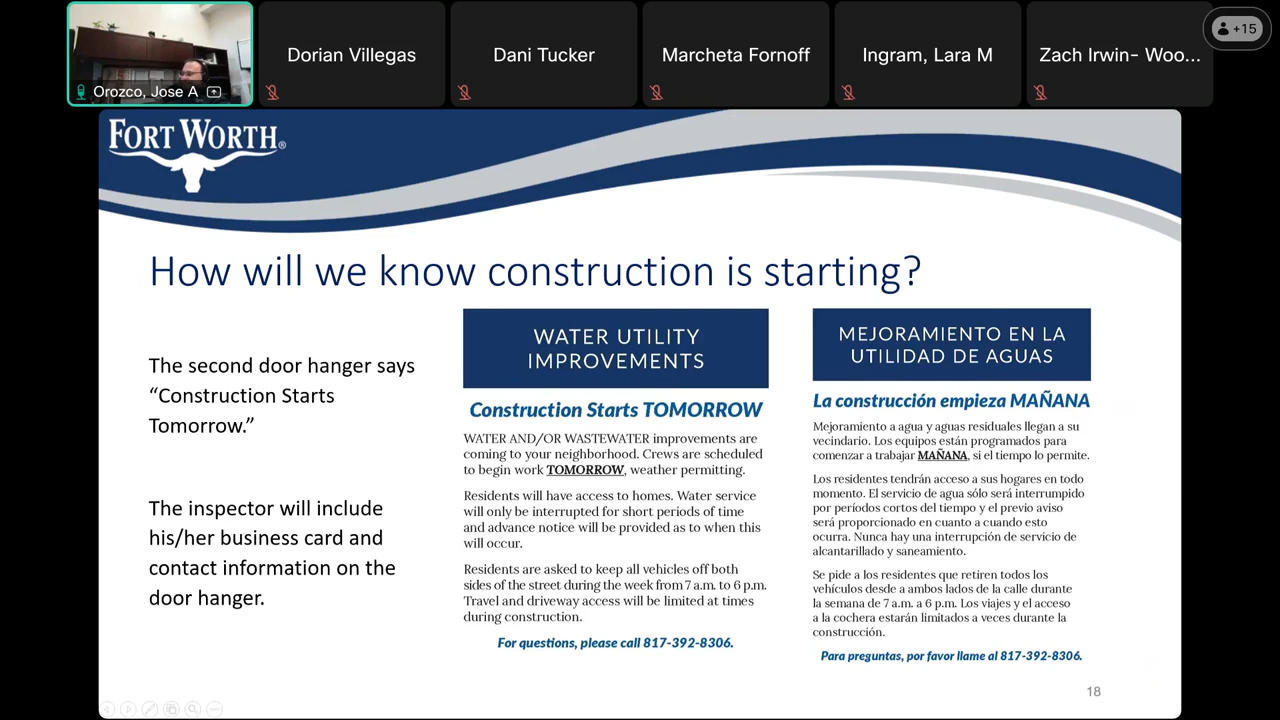 Orozco, Jose A
Dorian Villegas
Dani Tucker
Marcheta Fornoff
Ingram, Lara M
Zach Irwin- Woo...
+15
FORT WORTH®
How will we know construction is starting?
The second door hanger says
“Construction Starts
Tomorrow.”
The inspector will include
his/her business card and
contact information on the
door hanger.
WATER UTILITY
IMPROVEMENTS
Construction Starts TOMORROW
WATER AND/OR WASTEWATER improvements are
coming to your neighborhood. Crews are scheduled
to begin work TOMORROW, weather permitting.
Residents will have access to homes. Water service
will only be interrupted for short periods of time
and advance notice will be provided as to when this
will occur.
Residents are asked to keep all vehicles off both
sides of the street during the week from 7 a.m. to 6 p.m.
Travel and driveway access will be limited at times
during construction.
For questions, please call 817-392-8306.
MEJORAMIENTO EN LA
UTILIDAD DE AGUAS
La construcción empieza MAÑANA
Mejoramiento a agua y aguas residuales llegan a su
vecindario. Los equipos están programados para
comenzar a trabajar MAÑANA, si el tiempo lo permite.
Los residentes tendrán acceso a sus hogares en todo
momento. El servicio de agua sólo será interrumpido
por períodos cortos del tiempo y el previo aviso
será proporcionado en cuanto a cuando esto
ocurra. Nunca hay una interrupción de servicio de
alcantarillado y saneamiento.
Se pide a los residentes que retiren todos los
vehículos desde a ambos lados de la calle durante
la semana de 7 a.m. a 6 p.m. Los viajes y el acceso
a la cochera estarán limitados a veces durante la
construcción.
Para preguntas, por favor llame al 817-392-8306.
18